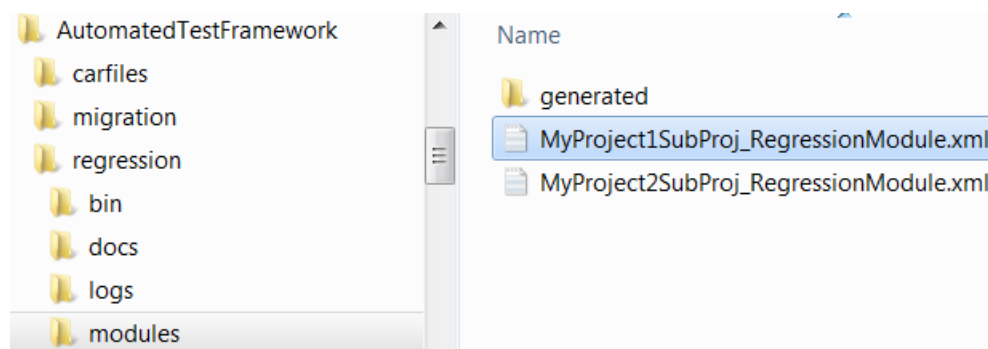 AutomatedTestFramework
carfiles
migration
regression
bin
docs
logs
modules
Name
generated
MyProject1SubProj_RegressionModule.xml
MyProject2SubProj_RegressionModule.xml